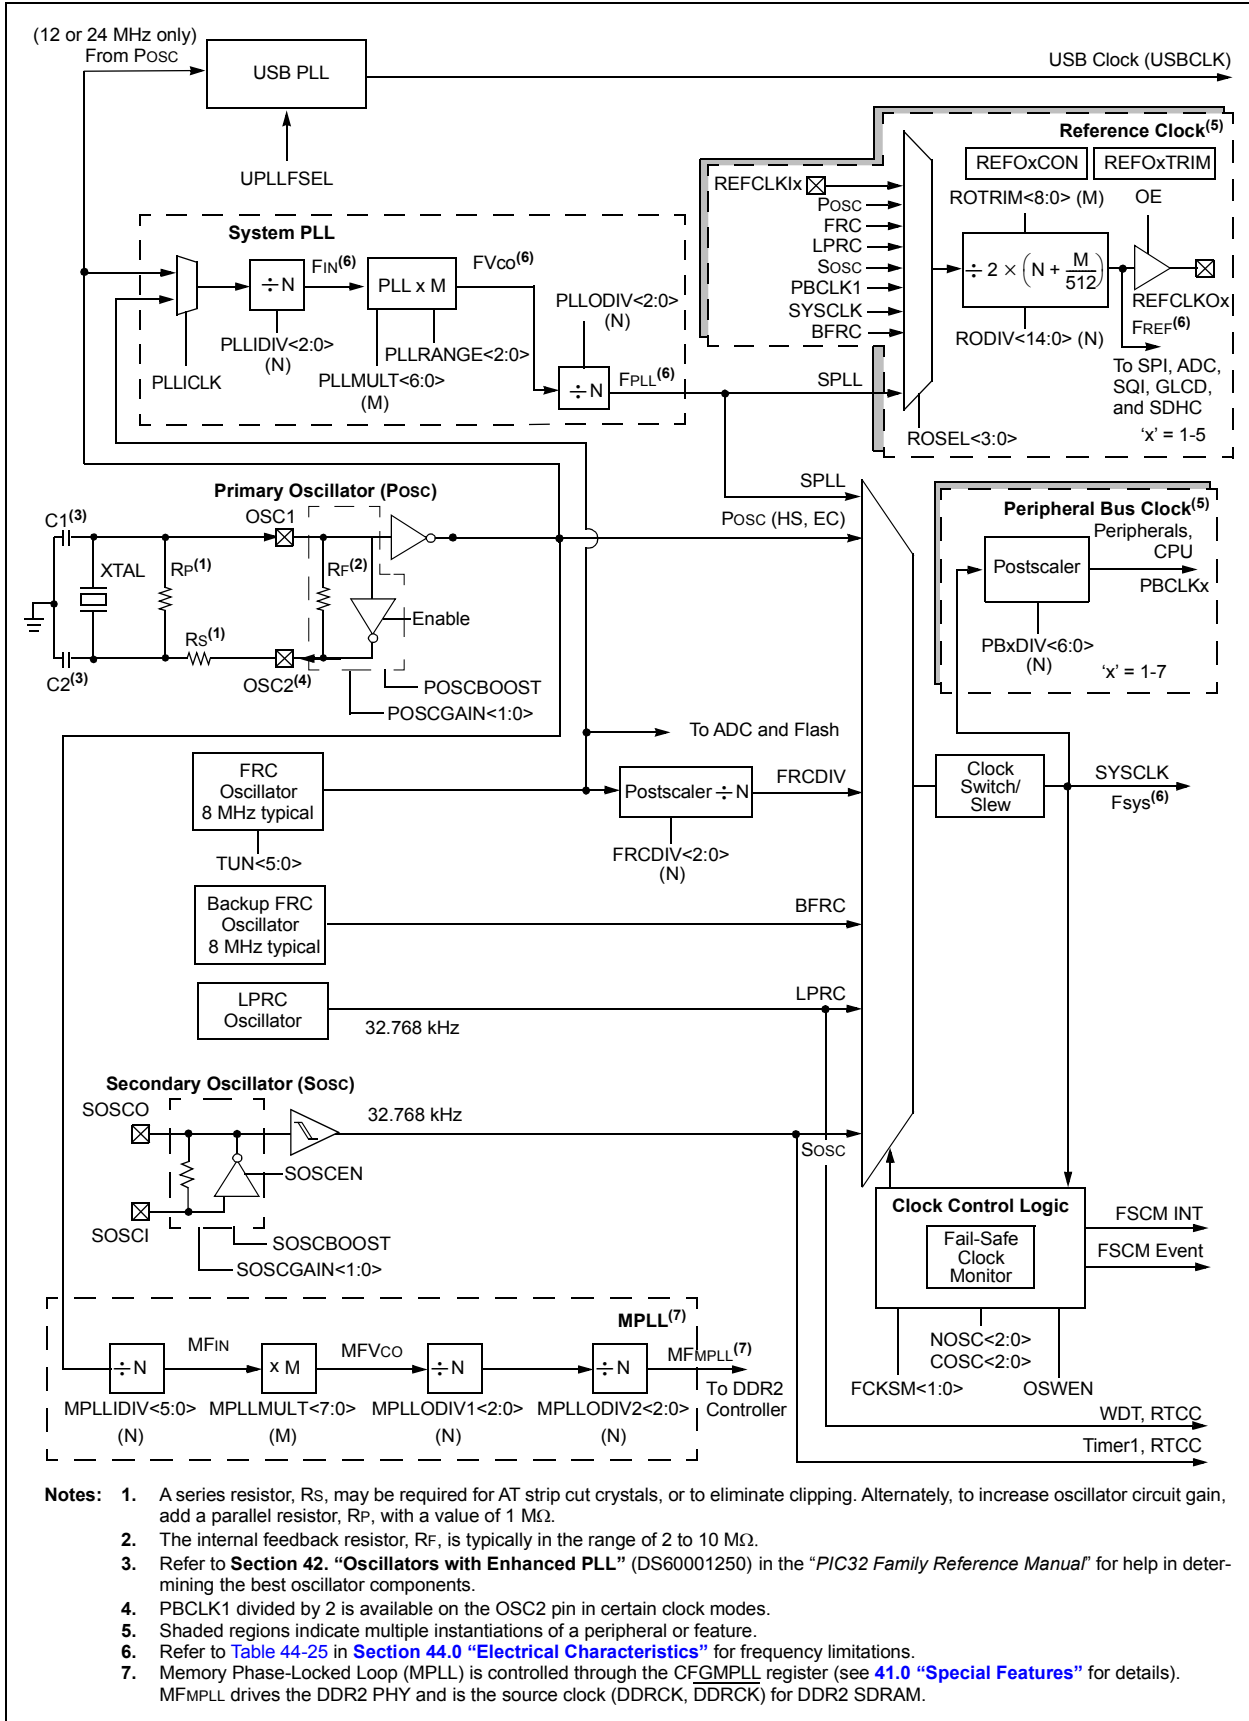 (12 or 24 MHz only)
From POSC
USB PLL
USB Clock (USBCLK)
UPLLFSEL
Reference Clock(5)
REFOxCON
REFOxTRIM
REFCLKIx
POSC
FRC
LPRC
SOSC
PBCLK1
SYSCLK
BFRC
ROTRIM<8:0> (M)
OE
÷ 2 × (N + M/512)
REFCLKOx
FREF(6)
RODIV<14:0> (N)
To SPI, ADC,
SQI, GLCD,
and SDHC
'x' = 1-5
SPLL
ROSEL<3:0>
System PLL
FIN(6)
FVCO(6)
÷ N
PLL x M
PLLODIV<2:0>
(N)
PLLIDIV<2:0>
(N)
PLLRANGE<2:0>
PLLICLK
PLLMULT<6:0>
(M)
÷ N
FPLL(6)
SPLL
Primary Oscillator (POSC)
POSC (HS, EC)
C1(3)
OSC1
XTAL
RP(1)
RF(2)
Enable
RS(1)
C2(3)
OSC2(4)
POSCBOOST
POSCGAIN<1:0>
Peripheral Bus Clock(5)
Peripherals,
CPU
Postscaler
PBCLKx
PBxDIV<6:0>
(N)
'x' = 1-7
To ADC and Flash
FRC
Oscillator
8 MHz typical
TUN<5:0>
Postscaler ÷ N
FRCDIV
FRCDIV<2:0>
(N)
Clock
Switch/
Slew
SYSCLK
Fsys(6)
Backup FRC
Oscillator
8 MHz typical
BFRC
LPRC
Oscillator
32.768 kHz
LPRC
Secondary Oscillator (SOSC)
SOSCO
32.768 kHz
SOSC
SOSCEN
SOSCI
SOSCBOOST
SOSCGAIN<1:0>
Clock Control Logic
Fail-Safe
Clock
Monitor
FSCM INT
FSCM Event
NOSC<2:0>
COSC<2:0>
FCKSM<1:0>
OSWEN
WDT, RTCC
Timer1, RTCC
MPLL(7)
÷ N
MFIN
x M
MFVCO
÷ N
÷ N
MFMPLL(7)
To DDR2
Controller
MPLLIDIV<5:0>
(N)
MPLLMULT<7:0>
(M)
MPLLODIV1<2:0>
(N)
MPLLODIV2<2:0>
(N)
Notes: 1. A series resistor, RS, may be required for AT strip cut crystals, or to eliminate clipping. Alternately, to increase oscillator circuit gain,
add a parallel resistor, RP, with a value of 1 MΩ.
2. The internal feedback resistor, RF, is typically in the range of 2 to 10 MΩ.
3. Refer to Section 42. “Oscillators with Enhanced PLL” (DS60001250) in the “PIC32 Family Reference Manual” for help in deter-
mining the best oscillator components.
4. PBCLK1 divided by 2 is available on the OSC2 pin in certain clock modes.
5. Shaded regions indicate multiple instantiations of a peripheral or feature.
6. Refer to Table 44-25 in Section 44.0 “Electrical Characteristics” for frequency limitations.
7. Memory Phase-Locked Loop (MPLL) is controlled through the CFGMPLL register (see 41.0 “Special Features” for details).
MFMPLL drives the DDR2 PHY and is the source clock (DDRCK, D̅D̅R̅C̅K̅) for DDR2 SDRAM.